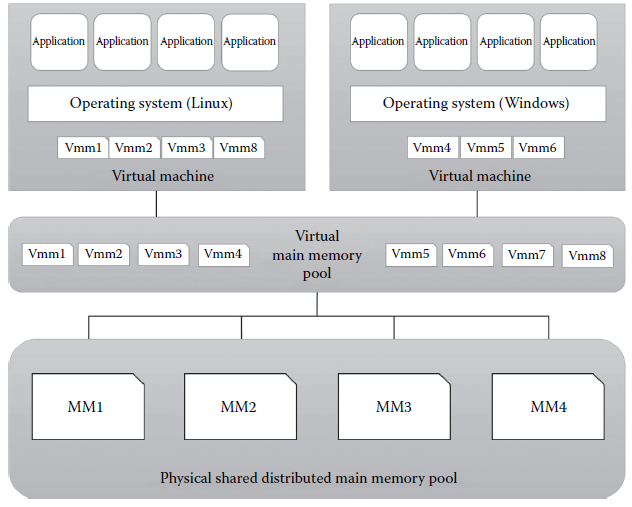 Application Application Application Application
Operating system (Linux)
Vmm1 Vmm2 Vmm3 Vmm8
Virtual machine
Application Application Application Application
Operating system (Windows)
Vmm4 Vmm5 Vmm6
Virtual machine
Vmm1 Vmm2 Vmm3 Vmm4
Virtual
main memory
pool
Vmm5 Vmm6 Vmm7 Vmm8
MM1 MM2 MM3 MM4
Physical shared distributed main memory pool